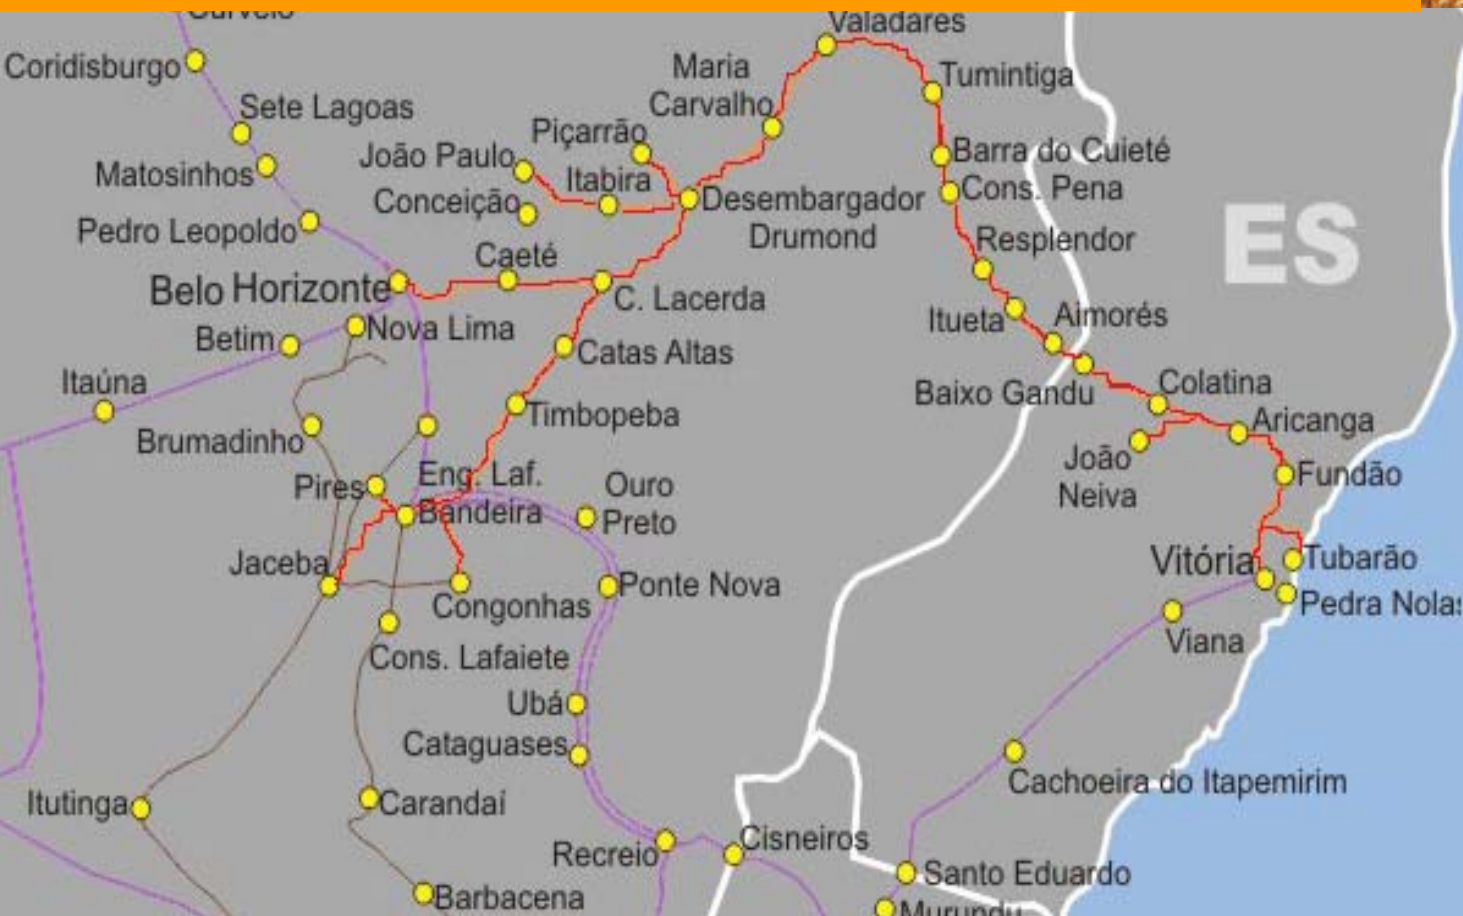 Curvelo
Valadares
Coridisburgo
Maria
Carvalho
Tumintiga
Sete Lagoas
Piçarrão
João Paulo
Barra do Cuieté
Matosinhos
Itabira
Conceição
Desembargador
Drumond
Cons. Pena
Pedro Leopoldo
Resplendor
ES
Caeté
Belo Horizonte
C. Lacerda
Itueta
Aimorés
Nova Lima
Betim
Catas Altas
Itaúna
Baixo Gandu
Colatina
Timbopeba
Aricanga
Brumadinho
João
Neiva
Fundão
Pires
Eng. Laf.
Bandeira
Ouro
Preto
Jaceba
Vitória
Tubarão
Congonhas
Ponte Nova
Pedra Nolas
Viana
Cons. Lafaiete
Ubá
Cataguases
Cachoeira do Itapemirim
Itutinga
Carandaí
Recreio
Cisneiros
Santo Eduardo
Barbacena
Murundu